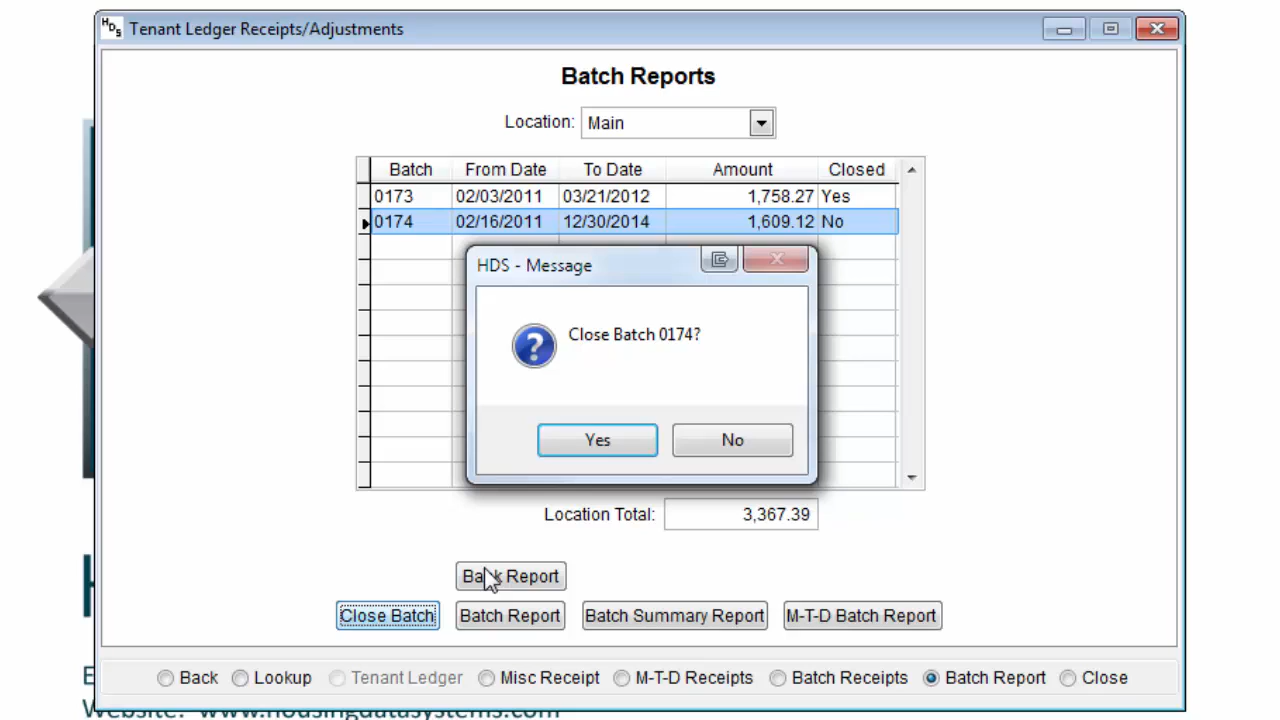 HDS Tenant Ledger Receipts/Adjustments
Batch Reports
Location: Main
Batch From Date To Date Amount Closed
0173 02/03/2011 03/21/2012 1,758.27 Yes
0174 02/16/2011 12/30/2014 1,609.12 No
HDS - Message
Close Batch 0174?
Yes No
Location Total: 3,367.39
Bank Report
Close Batch Batch Report Batch Summary Report M-T-D Batch Report
Back Lookup Tenant Ledger Misc Receipt M-T-D Receipts Batch Receipts Batch Report Close
Website: www.housingdatasystems.com